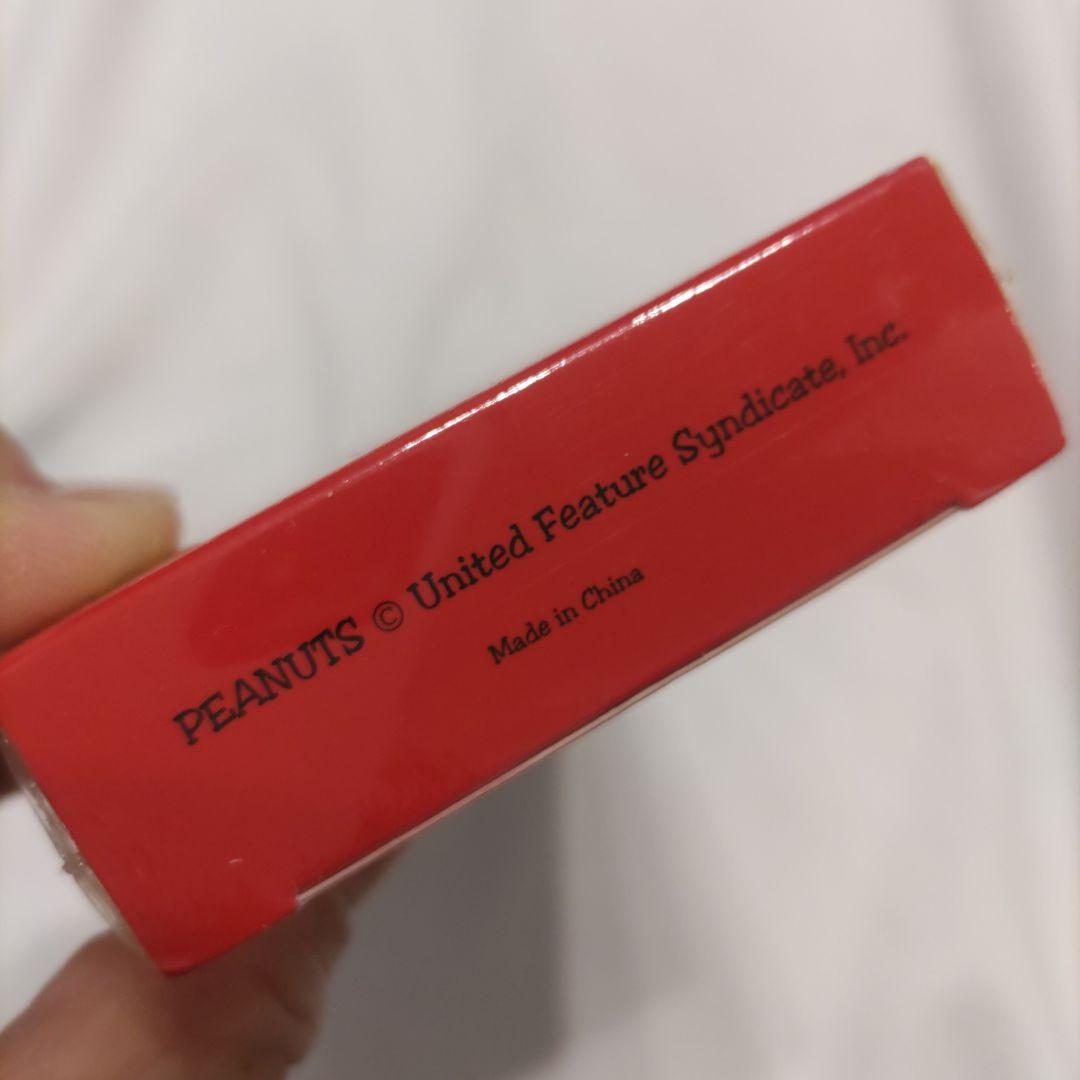 PEANUTS © United Feature Syndicate, Inc.
Made in China